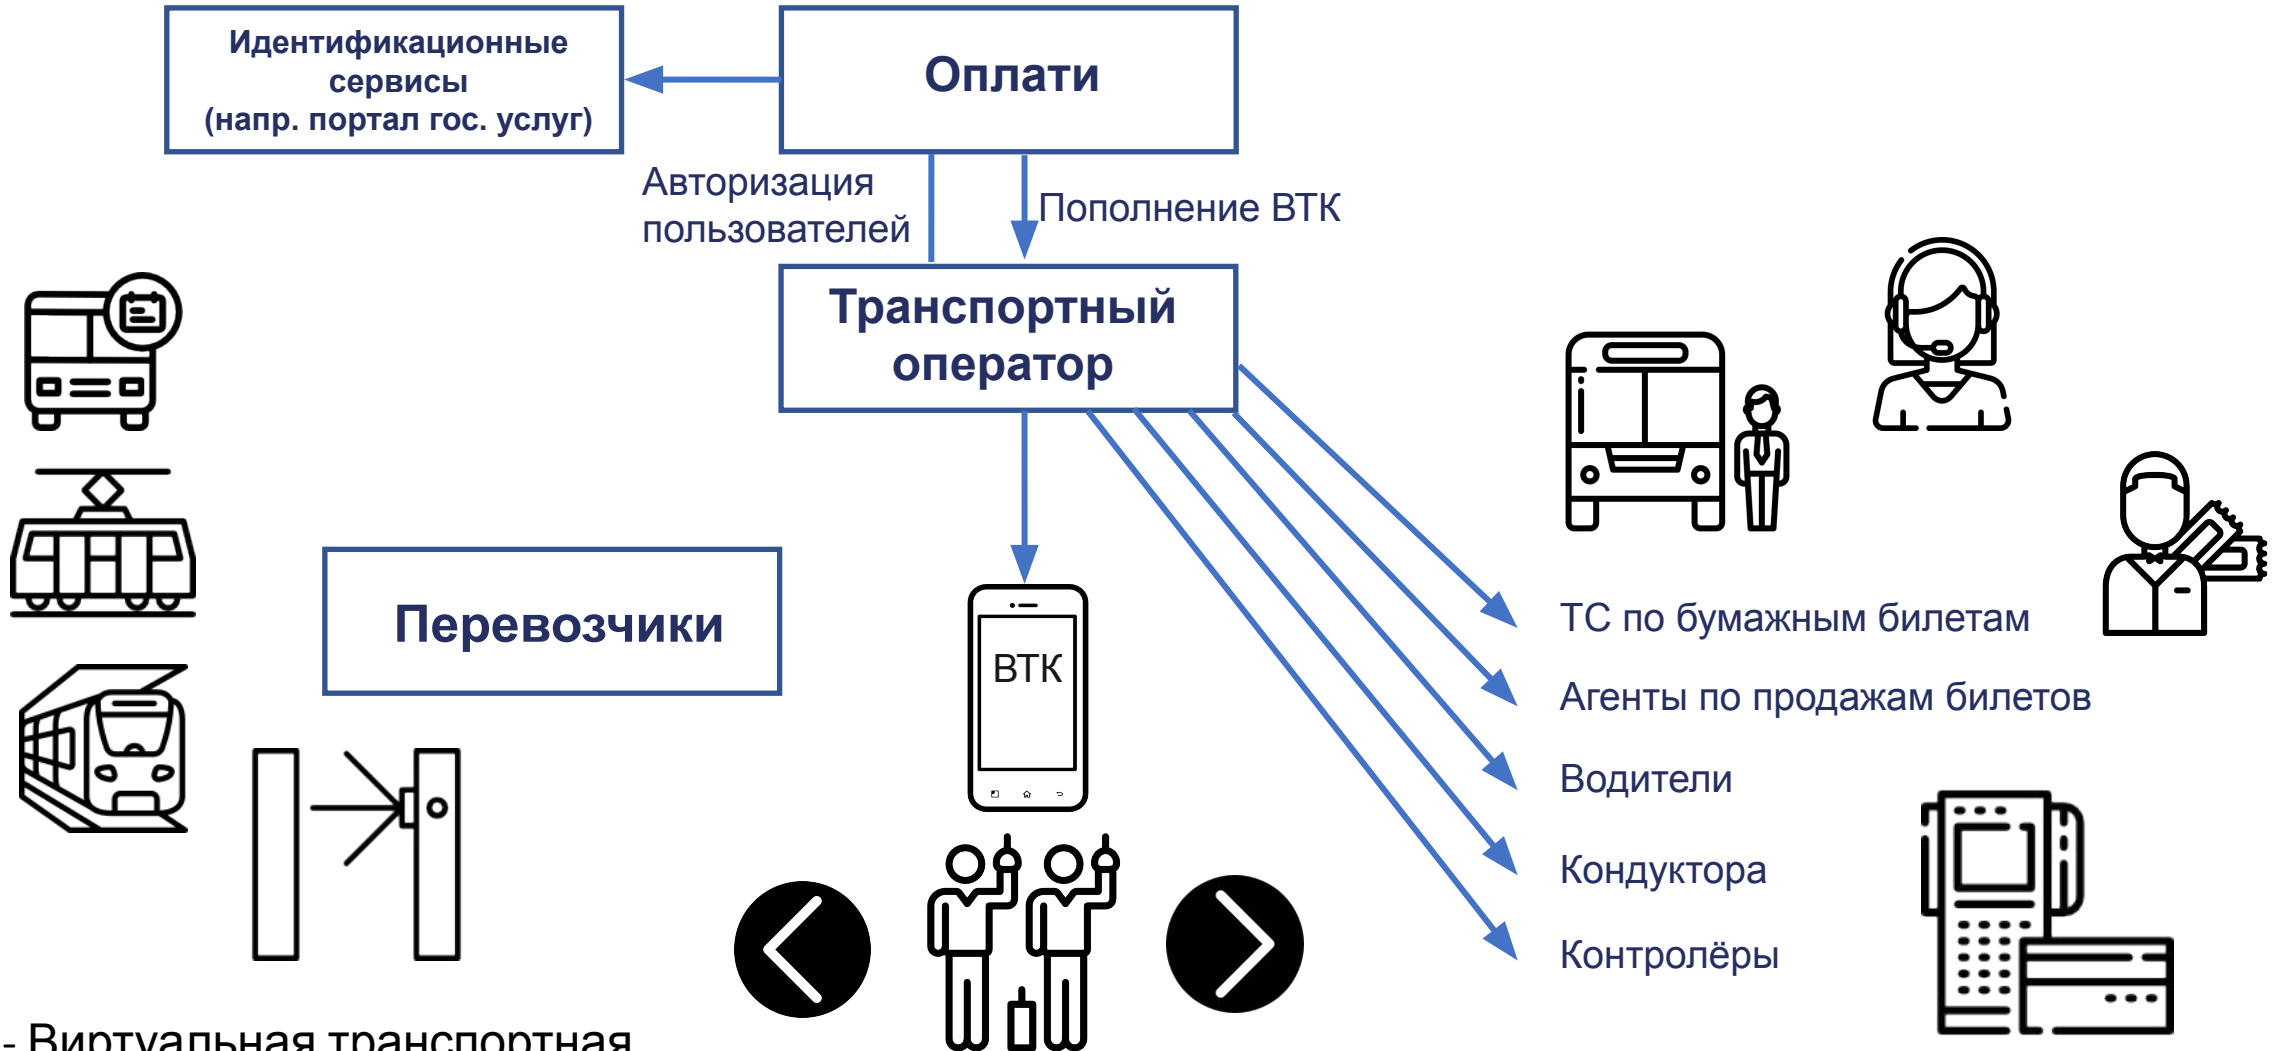 Идентификационные
сервисы
(напр. портал гос. услуг)
Оплати
Авторизация
пользователей
Пополнение ВТК
Транспортный
оператор
Перевозчики
ВТК
ТС по бумажным билетам
Агенты по продажам билетов
Водители
Кондуктора
Контролёры
- Виртуальная транспортная